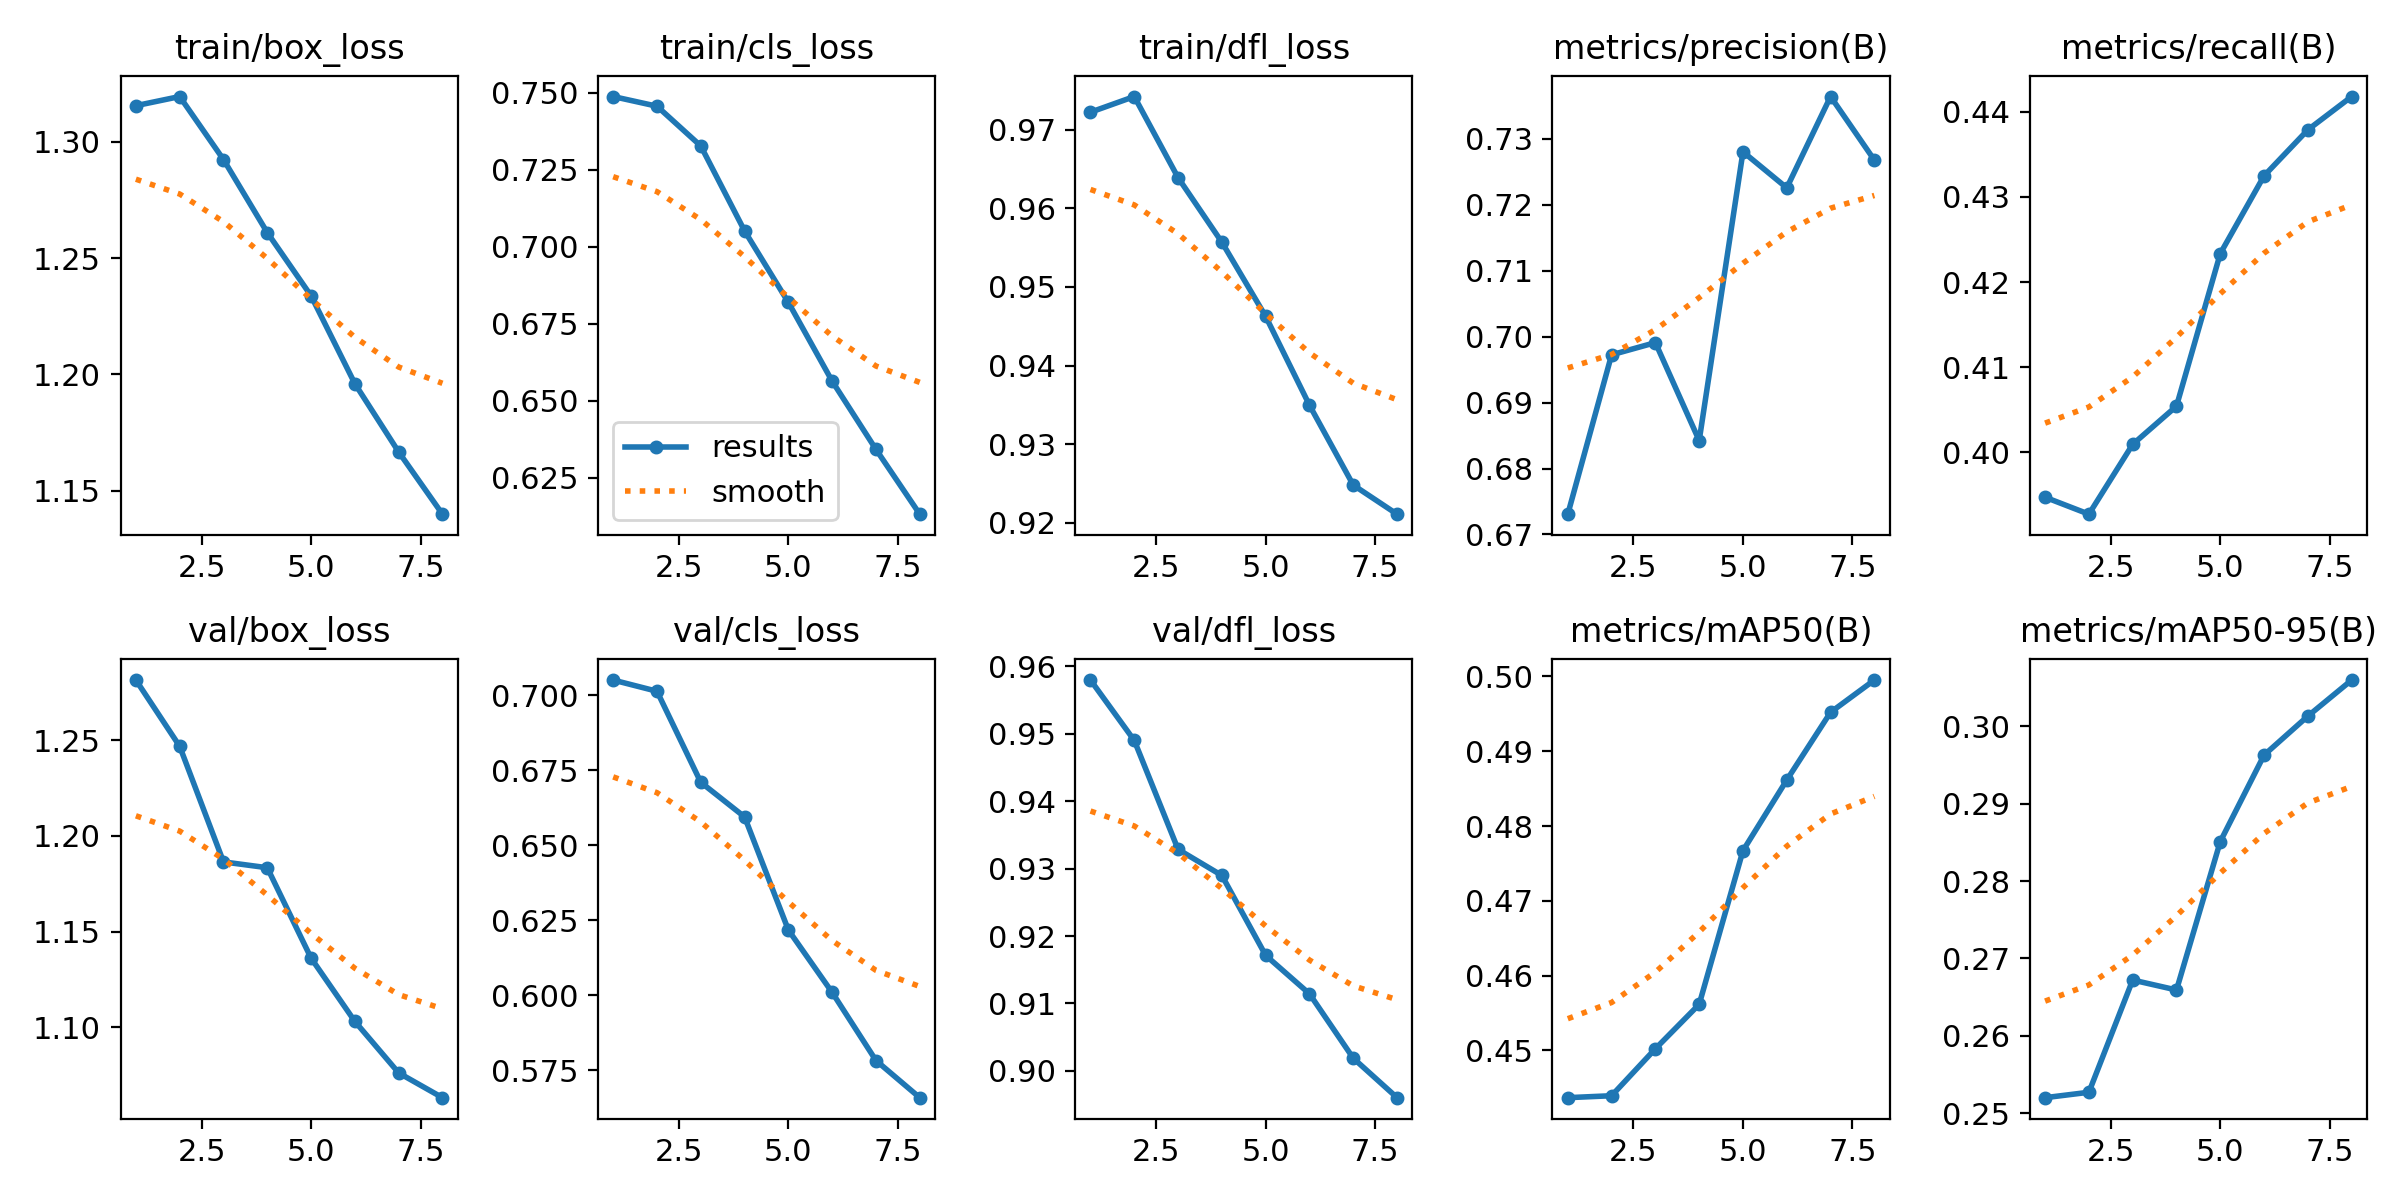 train/box_loss
1.30
1.25
1.20
1.15
2.5 5.0 7.5
train/cls_loss
0.750
0.725
0.700
0.675
0.650
0.625
results
smooth
2.5 5.0 7.5
train/dfl_loss
0.97
0.96
0.95
0.94
0.93
0.92
2.5 5.0 7.5
metrics/precision(B)
0.73
0.72
0.71
0.70
0.69
0.68
0.67
2.5 5.0 7.5
metrics/recall(B)
0.44
0.43
0.42
0.41
0.40
2.5 5.0 7.5
val/box_loss
1.25
1.20
1.15
1.10
2.5 5.0 7.5
val/cls_loss
0.700
0.675
0.650
0.625
0.600
0.575
2.5 5.0 7.5
val/dfl_loss
0.96
0.95
0.94
0.93
0.92
0.91
0.90
2.5 5.0 7.5
metrics/mAP50(B)
0.50
0.49
0.48
0.47
0.46
0.45
2.5 5.0 7.5
metrics/mAP50-95(B)
0.30
0.29
0.28
0.27
0.26
0.25
2.5 5.0 7.5